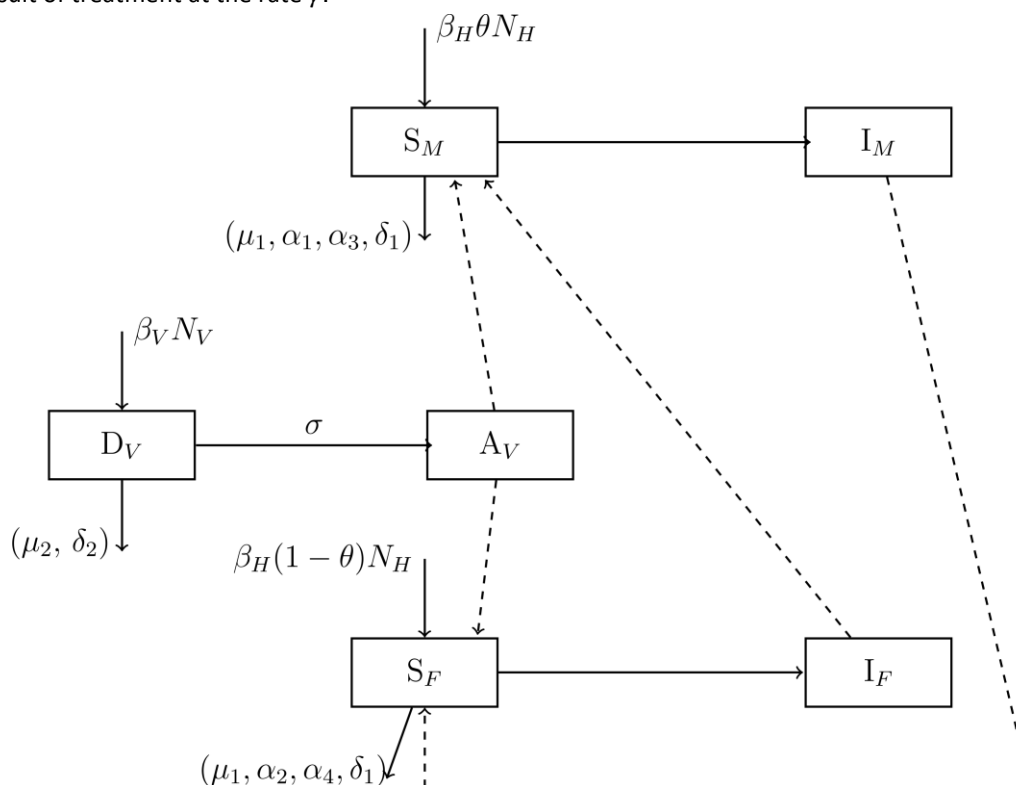 sult of treatment at the rate γ.
β_H θ N_H
S_M
I_M
(μ_1, α_1, α_3, δ_1)
β_V N_V
D_V
σ
A_V
(μ_2, δ_2)
β_H(1 − θ)N_H
S_F
I_F
(μ_1, α_2, α_4, δ_1)